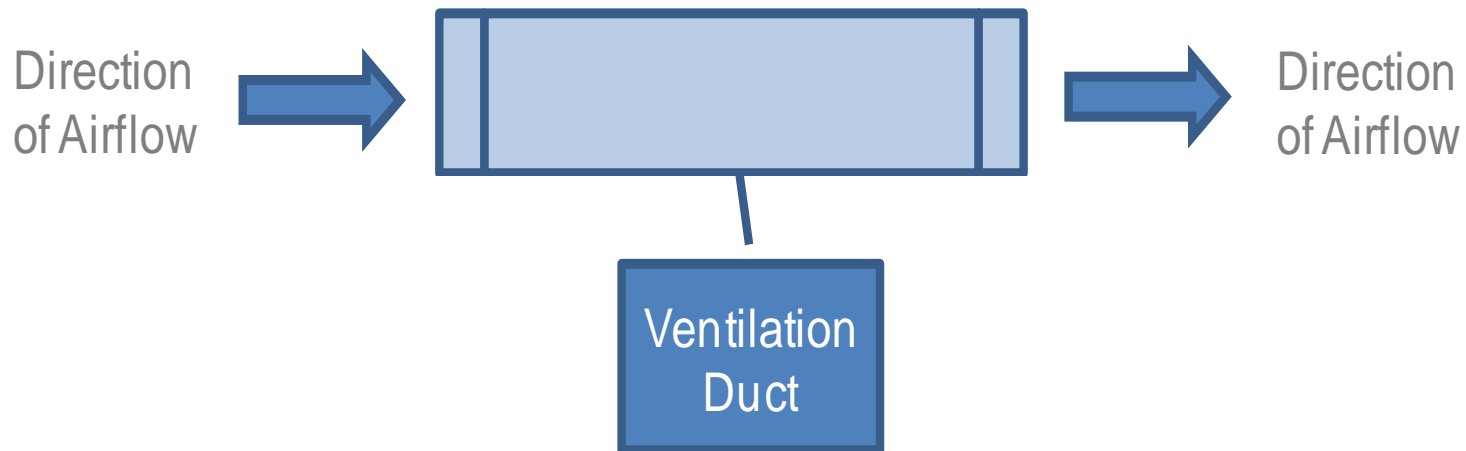 Direction
of Airflow
Direction
of Airflow
Ventilation
Duct